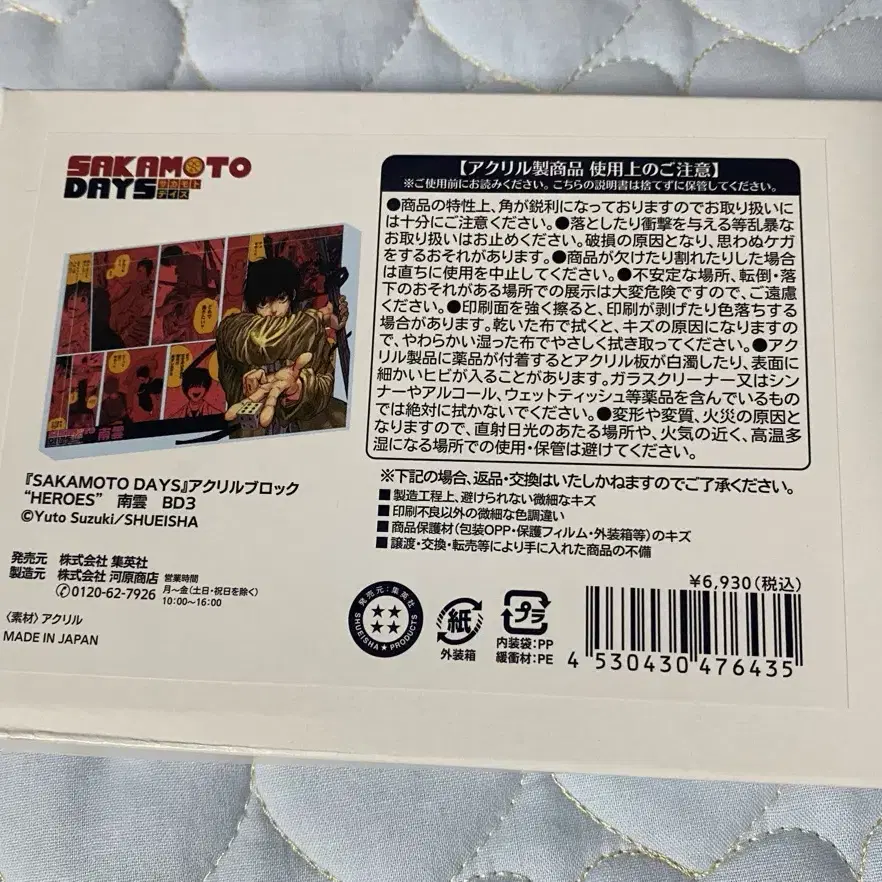 SAKAMOTO
DAYS サカモト
デイズ
南雲
『SAKAMOTO DAYS』アクリルブロック
“HEROES” 南雲 BD3
©Yuto Suzuki/SHUEISHA
発売元 株式会社 集英社
製造元 株式会社 河原商店
0120-62-7926
営業時間
月～金(土日・祝日を除く)
10:00～16:00
〈素材〉アクリル
MADE IN JAPAN
【アクリル製商品 使用上のご注意】
※ご使用前にお読みください。こちらの説明書は捨てずに保管してください。
●商品の特性上、角が鋭利になっておりますのでお取り扱いに
は十分にご注意ください。●落としたり衝撃を与える等乱暴な
お取り扱いはお止めください。破損の原因となり、思わぬケガ
をするおそれがあります。●商品が欠けたり割れたりした場合
は直ちに使用を中止してください。●不安定な場所、転倒・落
下のおそれがある場所での展示は大変危険ですので、ご遠慮
ください。●印刷面を強く擦ると、印刷が剥げたり色落ちする
場合があります。乾いた布で拭くと、キズの原因になりますの
で、やわらかい湿った布でやさしく拭き取ってください。●アク
リル製品に薬品が付着するとアクリル板が白濁したり、表面に
細かいヒビが入ることがあります。ガラスクリーナー又はシン
ナーやアルコール、ウェットティッシュ等薬品を含んでいるもの
では絶対に拭かないでください。●変形や変質、火災の原因と
なりますので、直射日光のあたる場所や、火気の近く、高温多
湿になる場所での使用・保管は避けてください。
※下記の場合、返品・交換はいたしかねますのでご了承ください。
■製造工程上、避けられない微細なキズ
■印刷不良以外の微細な色調違い
■商品保護材(包装OPP・保護フィルム・外装箱等)のキズ
■譲渡・交換・転売等により手に入れた商品の不備
発売元：集英社
SHUEISHA PRODUCTS
紙
外装箱
プラ
内装袋：PP
緩衝材：PE
¥6,930(税込)
4 530430 476435